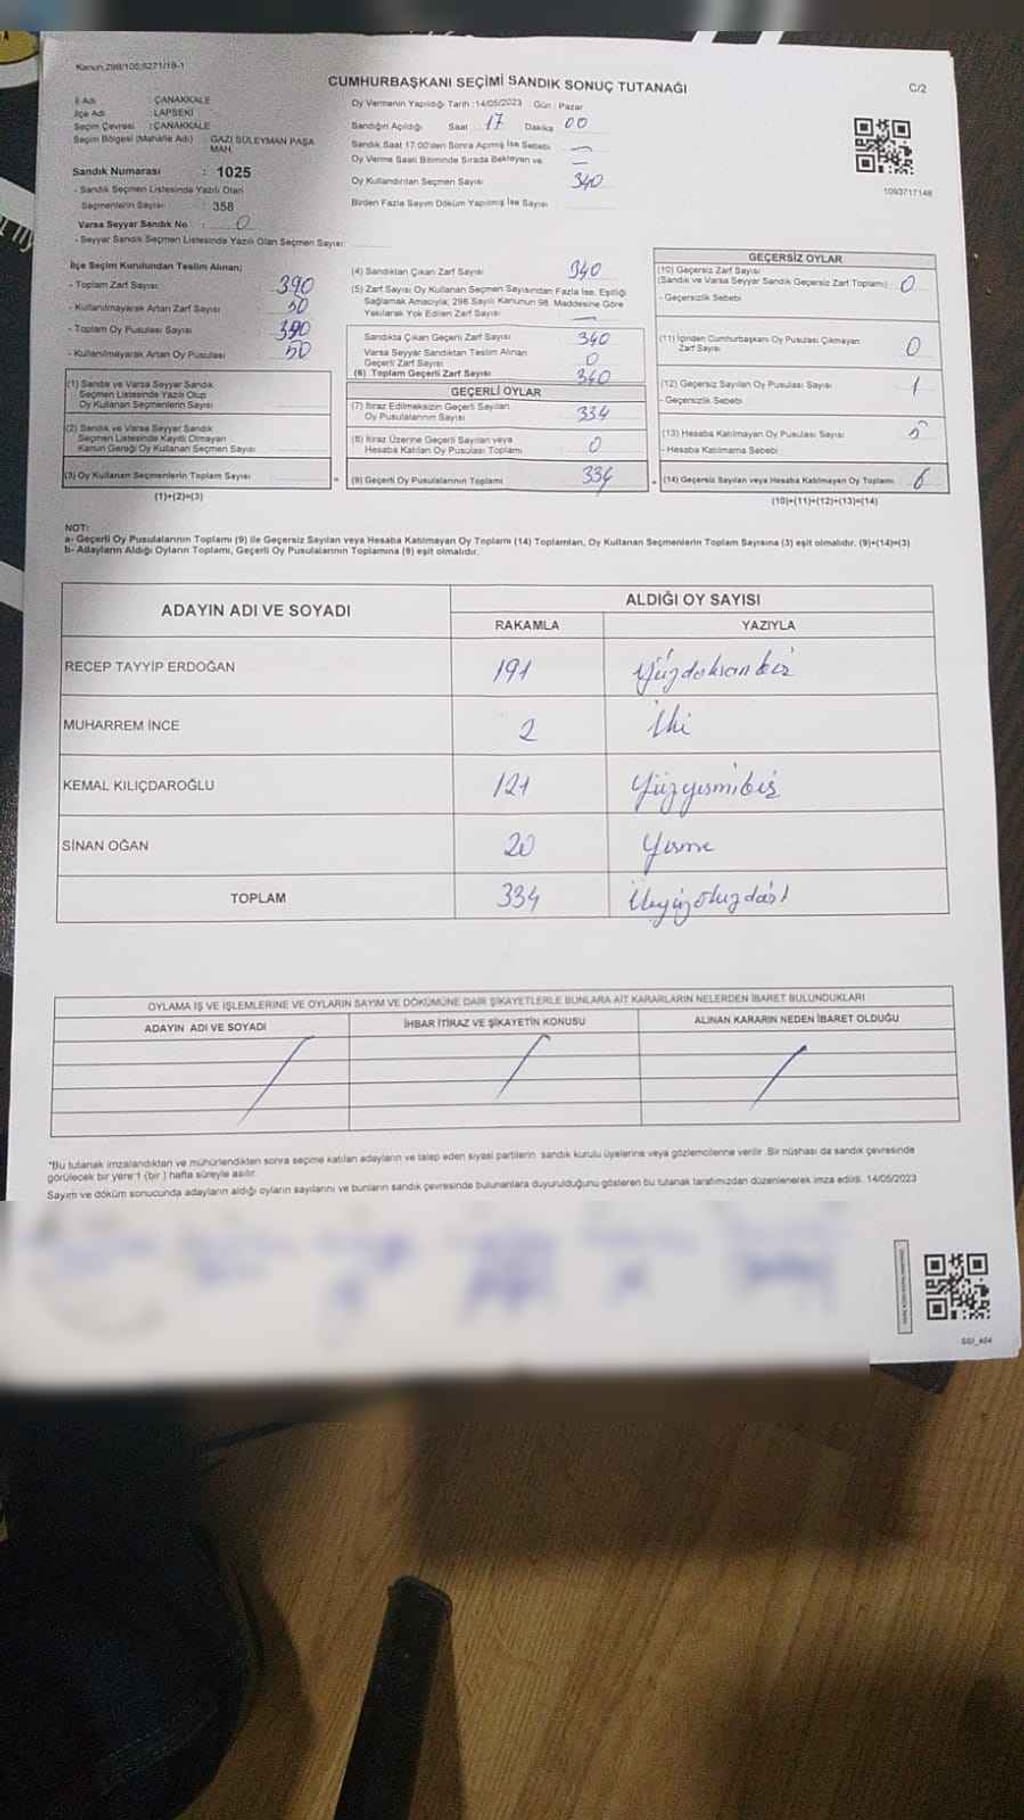 Kanun:298/105;6271/18-1
CUMHURBAŞKANI SEÇİMİ SANDIK SONUÇ TUTANAĞI
C/2
İl Adı : ÇANAKKALE
İlçe Adı : LAPSEKİ
Seçim Çevresi : ÇANAKKALE
Seçim Bölgesi (Mahalle Adı) : GAZİ SÜLEYMAN PAŞA MAH.
Sandık Numarası : 1025
- Sandık Seçmen Listesinde Yazılı Olan
Seçmenlerin Sayısı : 358
Varsa Seyyar Sandık No : 0
- Seyyar Sandık Seçmen Listesinde Yazılı Olan Seçmen Sayısı:
Oy Vermenin Yapıldığı Tarih :14/05/2023 Gün : Pazar
Sandığın Açıldığı Saat 17 Dakika 00
Sandık Saat 17:00'den Sonra Açılmış İse Sebebi
Oy Verme Saati Bitiminde Sırada Bekleyen
Oy Kullandırılan Seçmen Sayısı 340
Birden Fazla Sayım Döküm Yapılmış İse Sayısı
1093717148
İlçe Seçim Kurulundan Teslim Alınan;
- Toplam Zarf Sayısı 390
- Kullanılmayarak Artan Zarf Sayısı 50
- Toplam Oy Pusulası Sayısı 390
- Kullanılmayarak Artan Oy Pusulası 50
(1) Sandık ve Varsa Seyyar Sandık
Seçmen Listesinde Yazılı Olup
Oy Kullanan Seçmenlerin Sayısı
(2) Sandık ve Varsa Seyyar Sandık
Seçmen Listesinde Kayıtlı Olmayan
Kanun Gereği Oy Kullanan Seçmen Sayısı
(3) Oy Kullanan Seçmenlerin Toplam Sayısı
(1)+(2)=(3)
(4) Sandıktan Çıkan Zarf Sayısı 340
(5) Zarf Sayısı Oy Kullanan Seçmen Sayısından Fazla İse, Eşitliği
Sağlamak Amacıyla; 298 Sayılı Kanunun 98. Maddesine Göre
Yakılarak Yok Edilen Zarf Sayısı
Sandıkta Çıkan Geçerli Zarf Sayısı 340
Varsa Seyyar Sandıktan Teslim Alınan
Geçerli Zarf Sayısı 0
(6) Toplam Geçerli Zarf Sayısı 340
GEÇERLİ OYLAR
(7) İtiraz Edilmeksizin Geçerli Sayılan
Oy Pusulalarının Sayısı 334
(8) İtiraz Üzerine Geçerli Sayılan veya
Hesaba Katılan Oy Pusulası Toplamı 0
(9) Geçerli Oy Pusulalarının Toplamı 334
GEÇERSİZ OYLAR
(10) Geçersiz Zarf Sayısı
(Sandık ve Varsa Seyyar Sandık Geçersiz Zarf Toplamı) 0
- Geçersizlik Sebebi
(11) İçinden Cumhurbaşkanı Oy Pusulası Çıkmayan
Zarf Sayısı 0
(12) Geçersiz Sayılan Oy Pusulası Sayısı 1
- Geçersizlik Sebebi
(13) Hesaba Katılmayan Oy Pusulası Sayısı 5
- Hesaba Katılmama Sebebi
(14) Geçersiz Sayılan veya Hesaba Katılmayan Oy Toplamı 6
(10)+(11)+(12)+(13)=(14)
NOT:
a- Geçerli Oy Pusulalarının Toplamı (9) ile Geçersiz Sayılan veya Hesaba Katılmayan Oy Toplamı (14) Toplamları, Oy Kullanan Seçmenlerin Toplam Sayısına (3) eşit olmalıdır. (9)+(14)=(3)
b- Adayların Aldığı Oyların Toplamı, Geçerli Oy Pusulalarının Toplamına (9) eşit olmalıdır.
ADAYIN ADI VE SOYADI
ALDIĞI OY SAYISI
RAKAMLA YAZIYLA
RECEP TAYYİP ERDOĞAN 191 Yüzdoksanbir
MUHARREM İNCE 2 İki
KEMAL KILIÇDAROĞLU 121 Yüzyirmibir
SİNAN OĞAN 20 Yirmi
TOPLAM 334 Üçyüzotuzdört
OYLAMA İŞ VE İŞLEMLERİNE VE OYLARIN SAYIM VE DÖKÜMÜNE DAİR ŞİKAYETLERLE BUNLARA AİT KARARLARIN NELERDEN İBARET BULUNDUKLARI
ADAYIN ADI VE SOYADI İHBAR İTİRAZ VE ŞİKAYETİN KONUSU ALINAN KARARIN NEDEN İBARET OLDUĞU
*Bu tutanak imzalandıktan ve mühürlendikten sonra seçime katılan adayların ve talep eden siyasi partilerin sandık kurulu üyelerine veya gözlemcilerine verilir. Bir nüshası da sandık çevresinde
görülecek bir yere 1 (bir) hafta süreyle asılır.
Sayım ve döküm sonucunda adayların aldığı oyların sayılarını ve bunların sandık çevresinde bulunanlara duyurulduğunu gösteren bu tutanak tarafımızdan düzenlenerek imza edildi. 14/05/2023